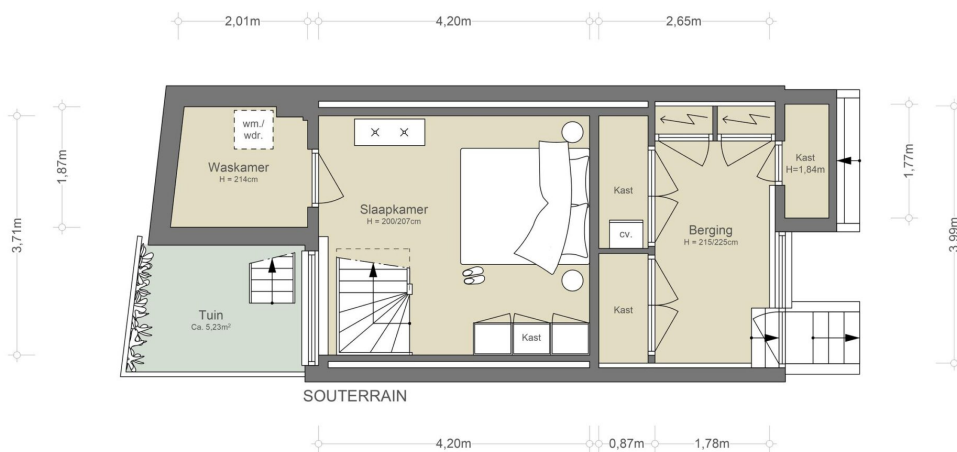 2,01m
4,20m
2,65m
wm./
wdr.
Waskamer
H = 214cm
Slaapkamer
H = 200/207cm
Kast
cv.
Kast
Berging
H = 215/225cm
Kast
H=1,84m
Kast
Tuin
Ca. 5,23m²
1,87m
3,71m
1,77m
3,99m
SOUTERRAIN
4,20m
0,87m
1,78m